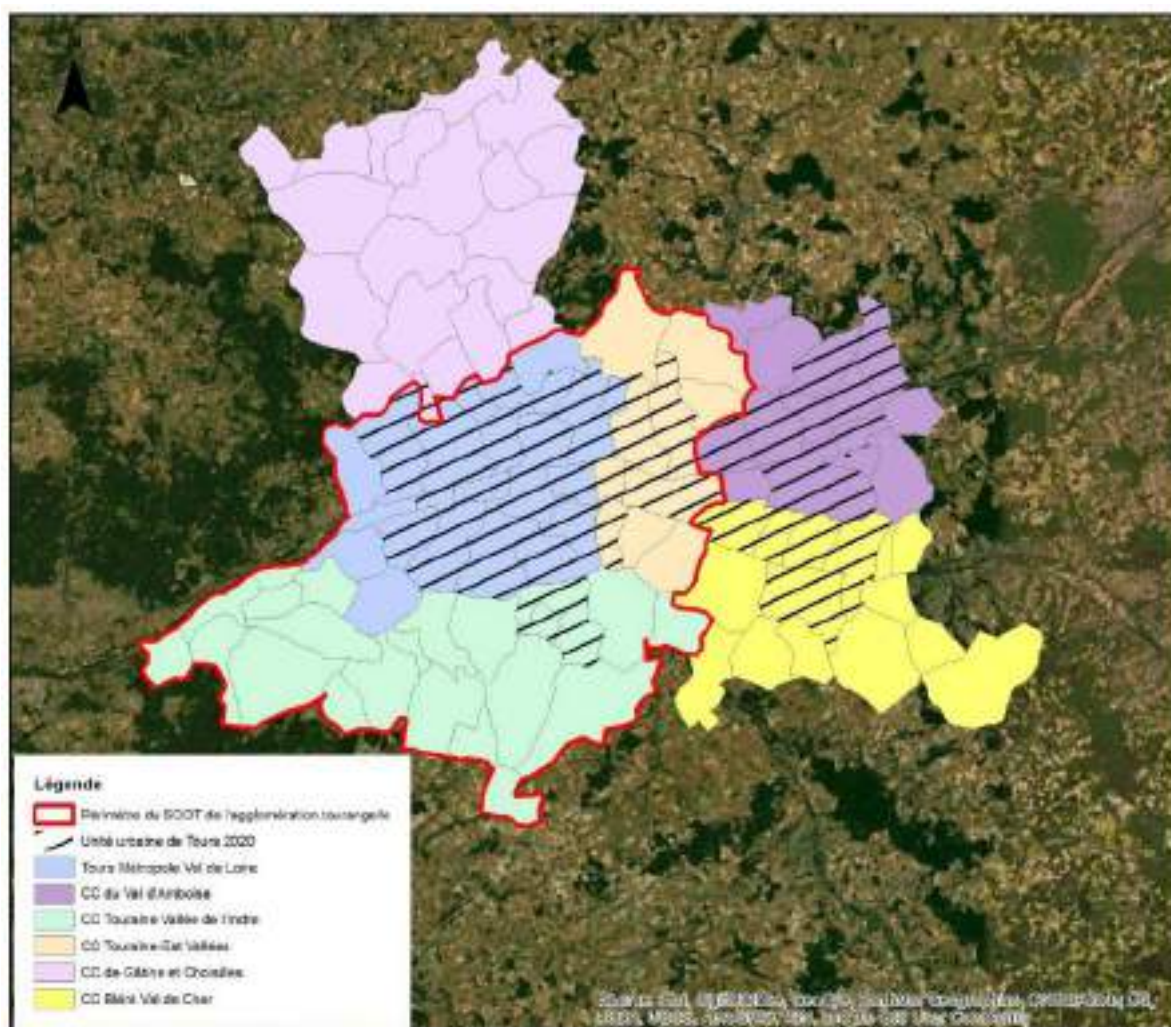 Légende
Périmètre du SCOT de l'agglomération tourangelle
Unité urbaine de Tours 2020
Tours Métropole Val de Loire
CC du Val d'Amboise
CC Touraine Vallée de l'Indre
CC Touraine-Est Vallées
CC de Gâtine et Choisilles
CC Bléré Val de Cher